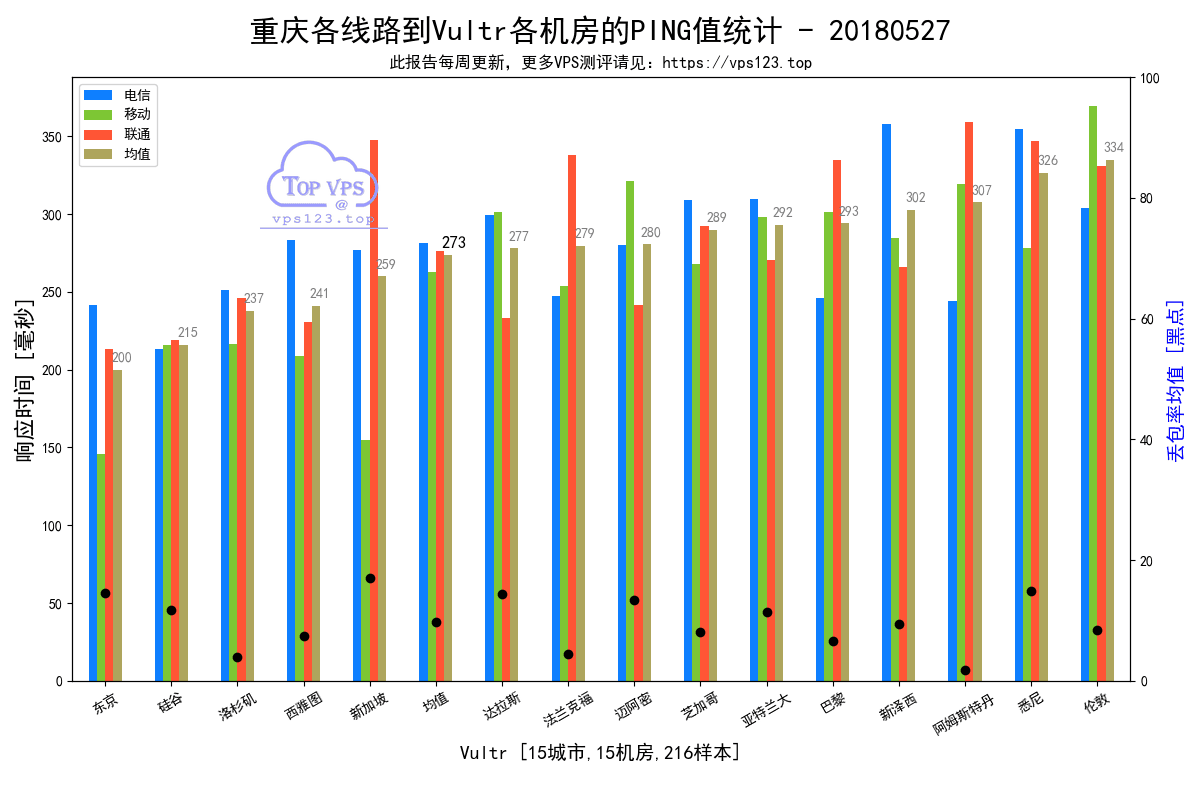 重庆各线路到Vultr各机房的PING值统计 - 20180527
此报告每周更新，更多VPS测评请见：https://vps123.top
电信
移动
联通
均值
TOP VPS
@
vps123.top
响应时间 [毫秒]
0
50
100
150
200
250
300
350
200
215
237
241
259
273
277
279
280
289
292
293
302
307
326
334
0
20
40
60
80
100
丢包率均值 [黑点]
东京
硅谷
洛杉矶
西雅图
新加坡
均值
达拉斯
法兰克福
迈阿密
芝加哥
亚特兰大
巴黎
新泽西
阿姆斯特丹
悉尼
伦敦
Vultr [15城市,15机房,216样本]